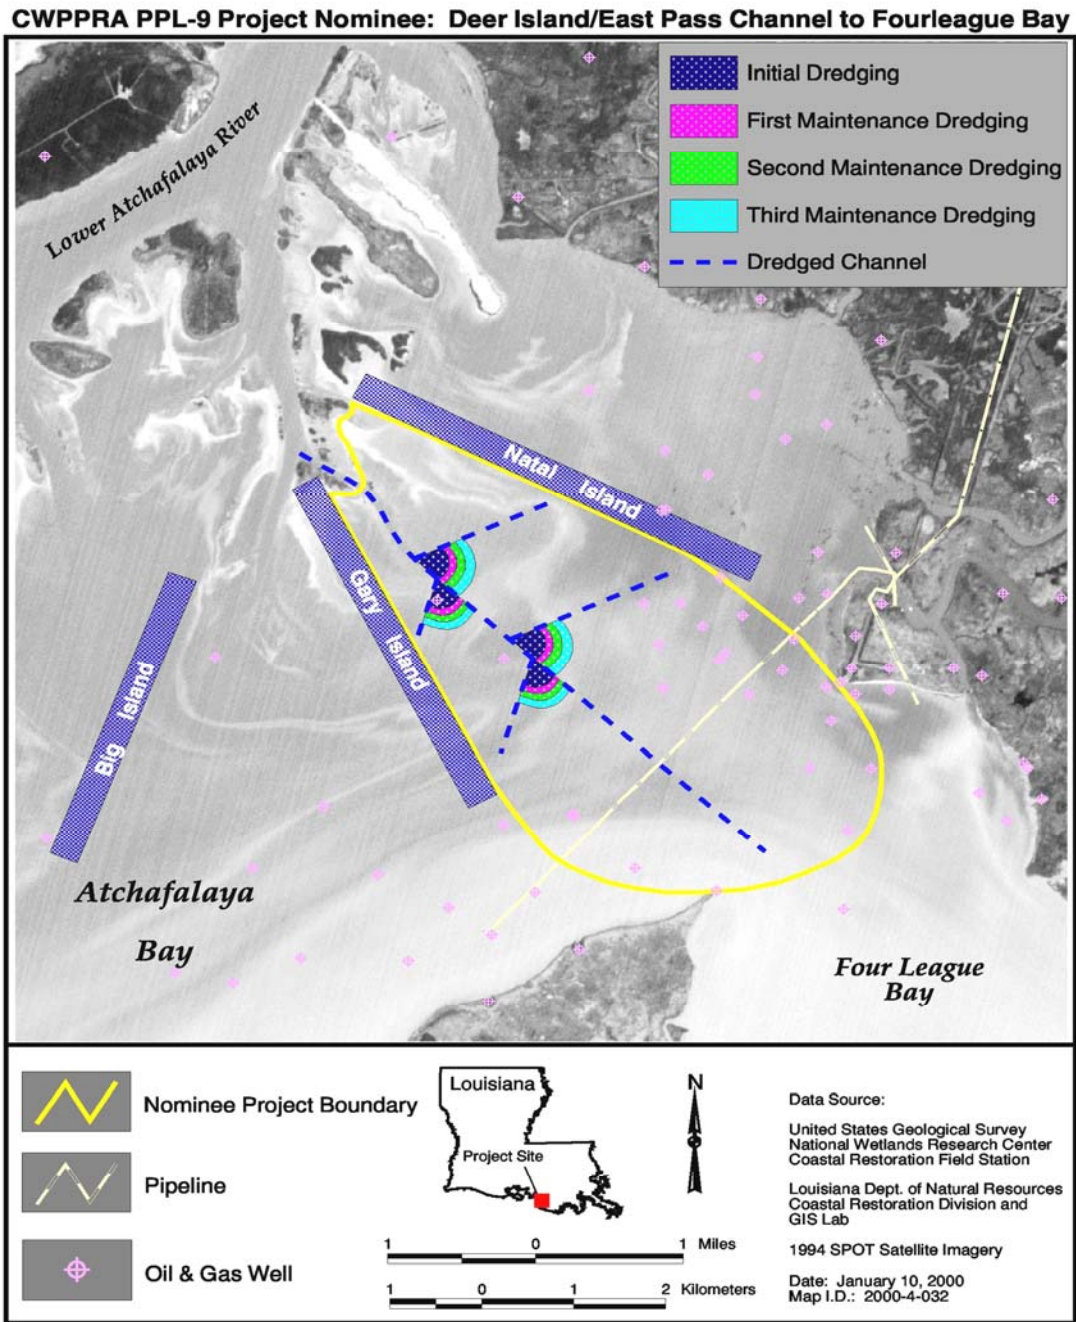 CWPPRA PPL-9 Project Nominee: Deer Island/East Pass Channel to Fourleague Bay
Initial Dredging
First Maintenance Dredging
Second Maintenance Dredging
Third Maintenance Dredging
Dredged Channel
Lower Atchafalaya River
Natal Island
Gary Island
Big Island
Atchafalaya
Bay
Four League
Bay
Nominee Project Boundary
Pipeline
Oil & Gas Well
Louisiana
Project Site
N
1 0 1 Miles
1 0 1 2 Kilometers
Data Source:
United States Geological Survey
National Wetlands Research Center
Coastal Restoration Field Station
Louisiana Dept. of Natural Resources
Coastal Restoration Division and
GIS Lab
1994 SPOT Satellite Imagery
Date: January 10, 2000
Map I.D.: 2000-4-032